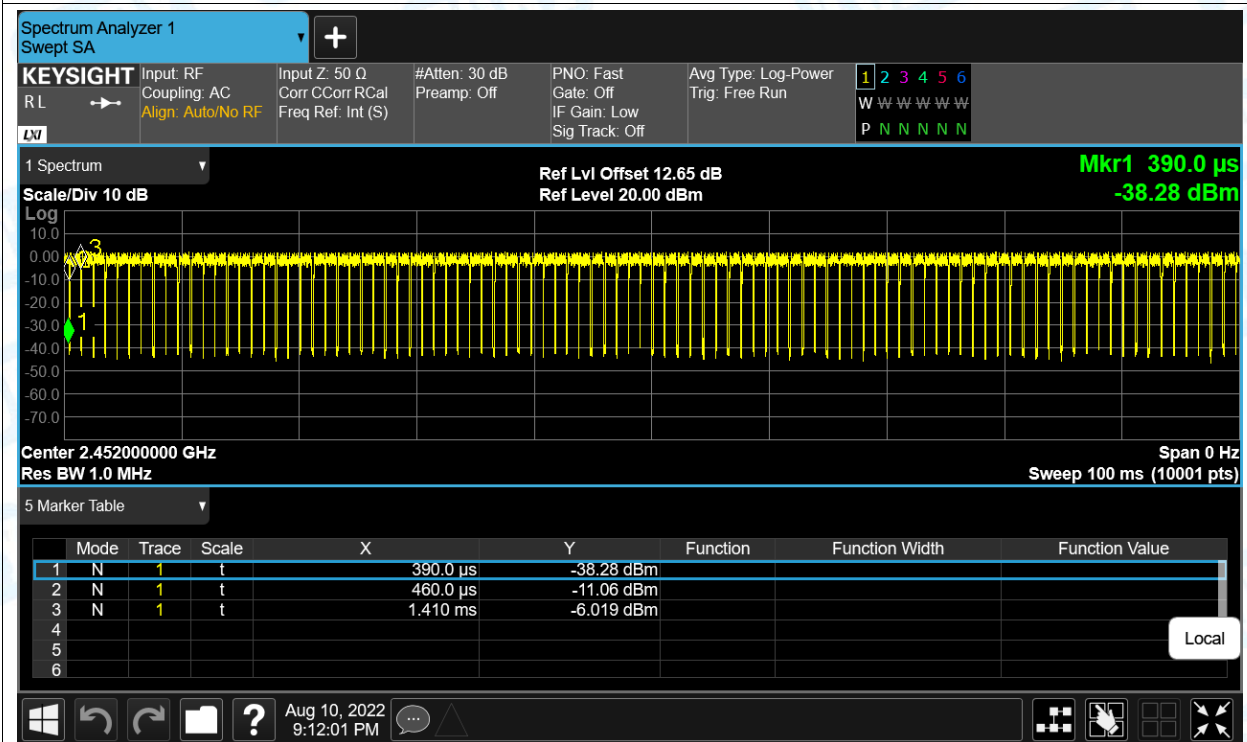 Spectrum Analyzer 1
Swept SA
KEYSIGHT Input: RF Input Z: 50 Ω #Atten: 30 dB PNO: Fast Avg Type: Log-Power 1 2 3 4 5 6
RL Coupling: AC Corr CCorr RCal Preamp: Off Gate: Off Trig: Free Run W W W W W W
Align: Auto/No RF Freq Ref: Int (S) IF Gain: Low
LXI Sig Track: Off P N N N N N
1 Spectrum Ref Lvl Offset 12.65 dB Mkr1 390.0 µs
Scale/Div 10 dB Ref Level 20.00 dBm -38.28 dBm
Log
10.0
3
0.00
-10.0
-20.0
-30.0 1
-40.0
-50.0
-60.0
-70.0
Center 2.452000000 GHz Span 0 Hz
Res BW 1.0 MHz Sweep 100 ms (10001 pts)
5 Marker Table
Mode Trace Scale X Y Function Function Width Function Value
1 N 1 t 390.0 µs -38.28 dBm
2 N 1 t 460.0 µs -11.06 dBm
3 N 1 t 1.410 ms -6.019 dBm
4
5
6
Local
? Aug 10, 2022
9:12:01 PM